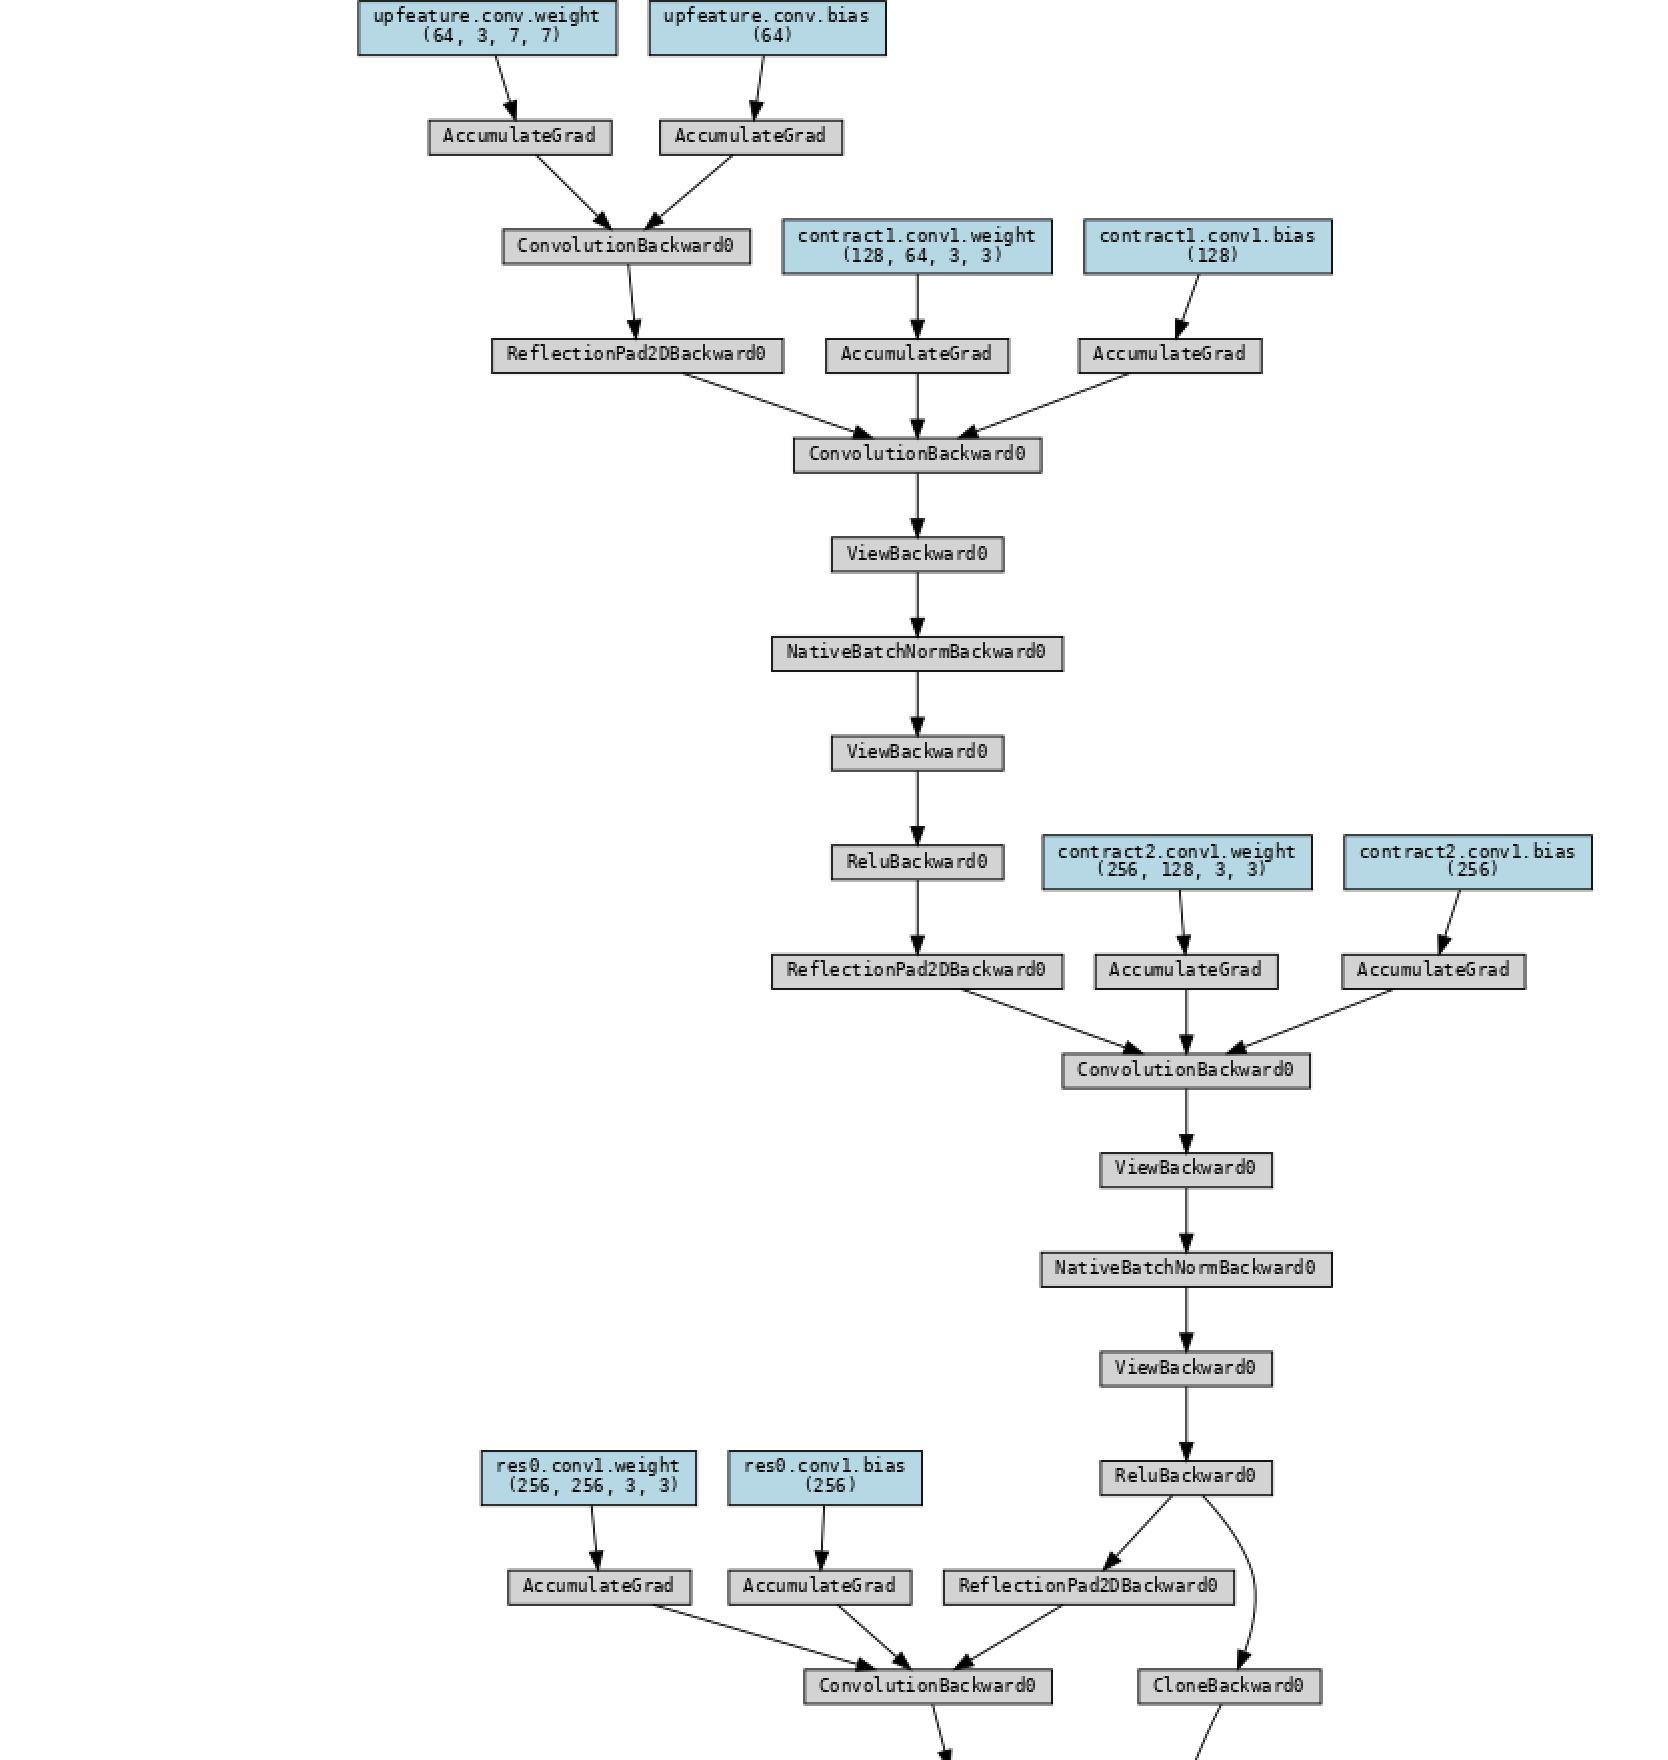 upfeature.conv.weight
(64, 3, 7, 7)
upfeature.conv.bias
(64)
AccumulateGrad
AccumulateGrad
ConvolutionBackward0
contract1.conv1.weight
(128, 64, 3, 3)
contract1.conv1.bias
(128)
ReflectionPad2DBackward0
AccumulateGrad
AccumulateGrad
ConvolutionBackward0
ViewBackward0
NativeBatchNormBackward0
ViewBackward0
ReluBackward0
contract2.conv1.weight
(256, 128, 3, 3)
contract2.conv1.bias
(256)
ReflectionPad2DBackward0
AccumulateGrad
AccumulateGrad
ConvolutionBackward0
ViewBackward0
NativeBatchNormBackward0
ViewBackward0
res0.conv1.weight
(256, 256, 3, 3)
res0.conv1.bias
(256)
ReluBackward0
AccumulateGrad
AccumulateGrad
ReflectionPad2DBackward0
ConvolutionBackward0
CloneBackward0